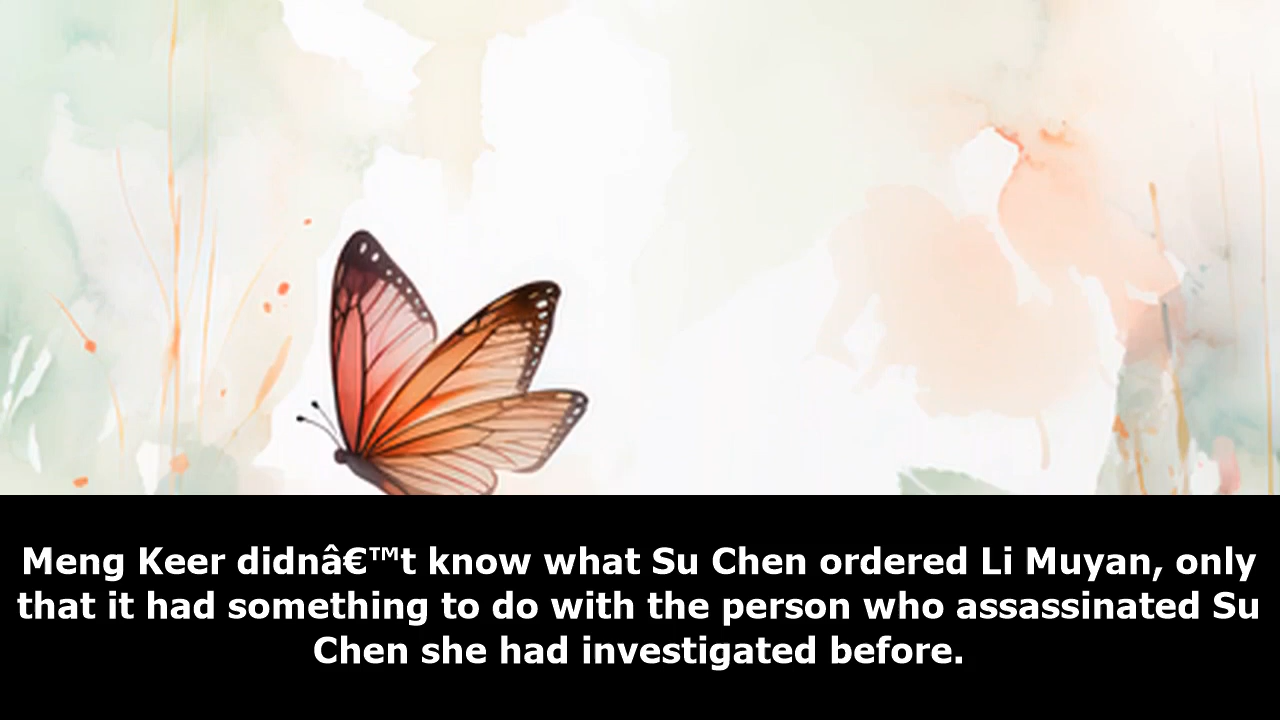 Meng Keer didnâ€™t know what Su Chen ordered Li Muyan, only
that it had something to do with the person who assassinated Su
Chen she had investigated before.